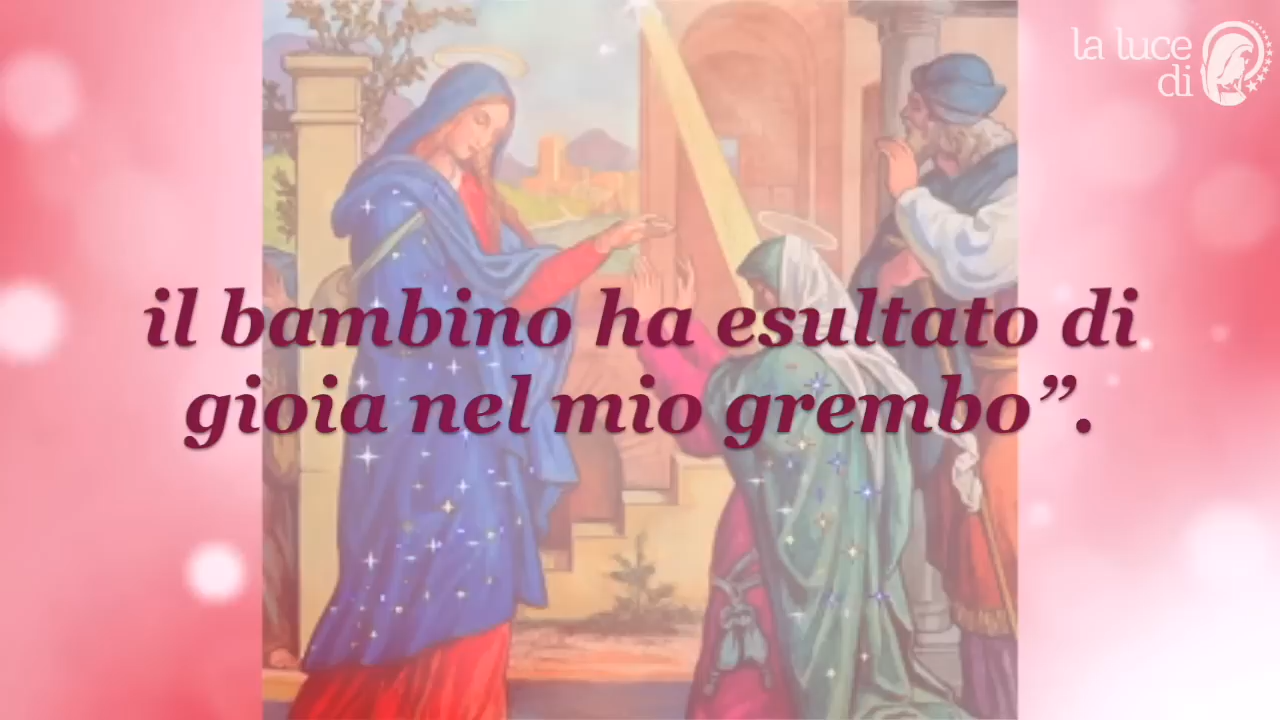 la luce
di
il bambino ha esultato di
gioia nel mio grembo”.